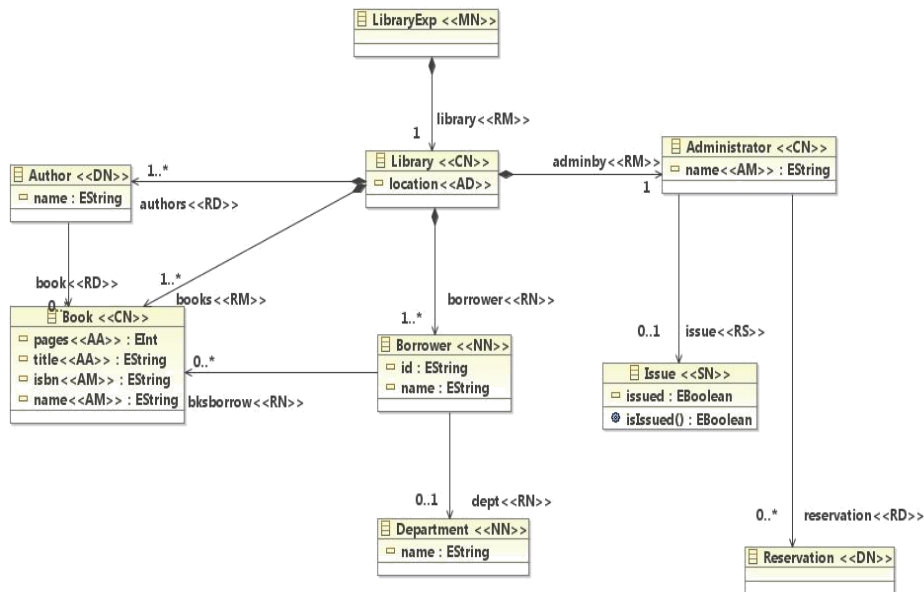 LibraryExp <<MN>>
library<<RM>>
1
Library <<CN>>
location<<AD>>
adminby<<RM>>
1
Administrator <<CN>>
name<<AM>> : EString
Author <<DN>>
name : EString
1..*
authors<<RD>>
book<<RD>>
0..
1..*
books<<RM>>
borrower<<RN>>
1..*
Book <<CN>>
pages<<AA>> : EInt
title<<AA>> : EString
isbn<<AM>> : EString
name<<AM>> : EString
0..*
bksborrow<<RN>>
Borrower <<NN>>
id : EString
name : EString
0..1
issue<<RS>>
Issue <<SN>>
issued : EBoolean
isIssued() : EBoolean
0..1
dept<<RN>>
Department <<NN>>
name : EString
0..*
reservation<<RD>>
Reservation <<DN>>